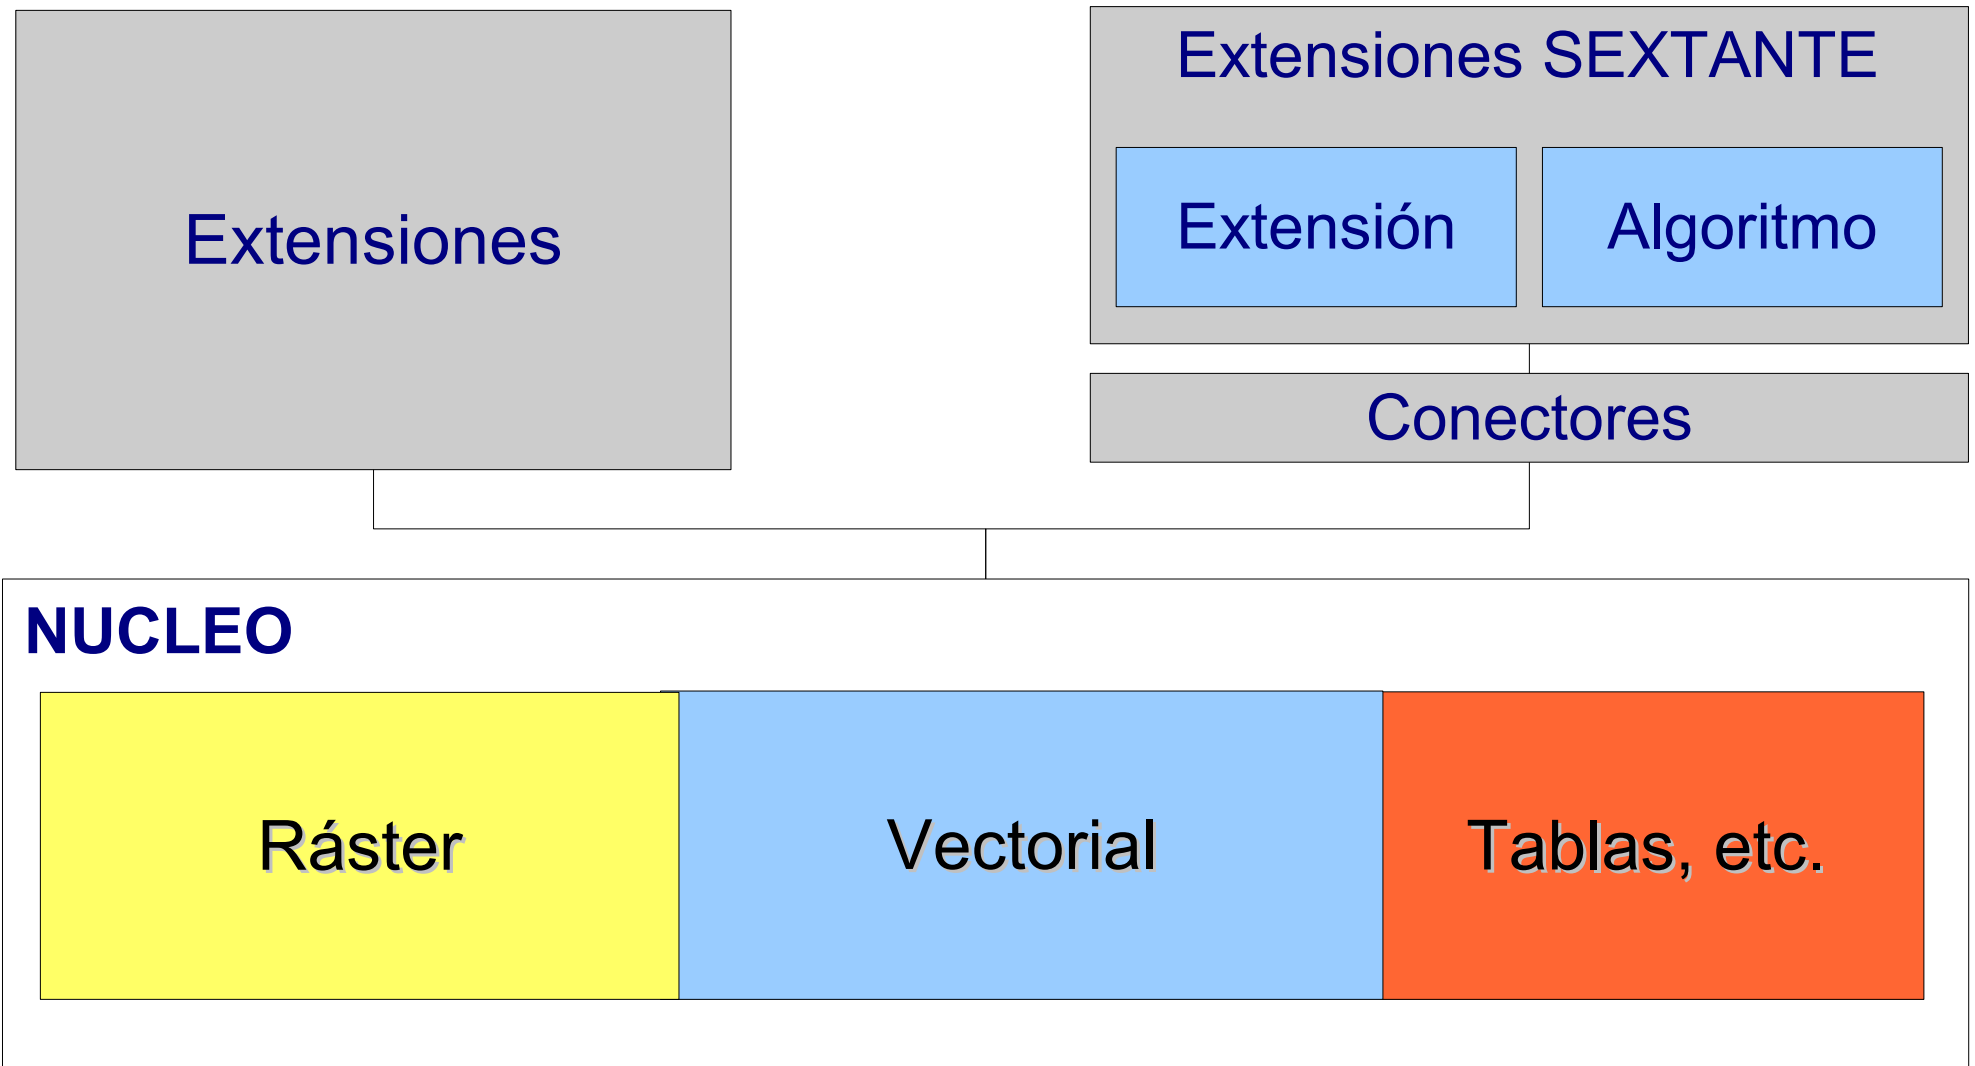 Extensiones
Extensiones SEXTANTE
Extensión
Algoritmo
Conectores
NUCLEO
Ráster
Vectorial
Tablas, etc.